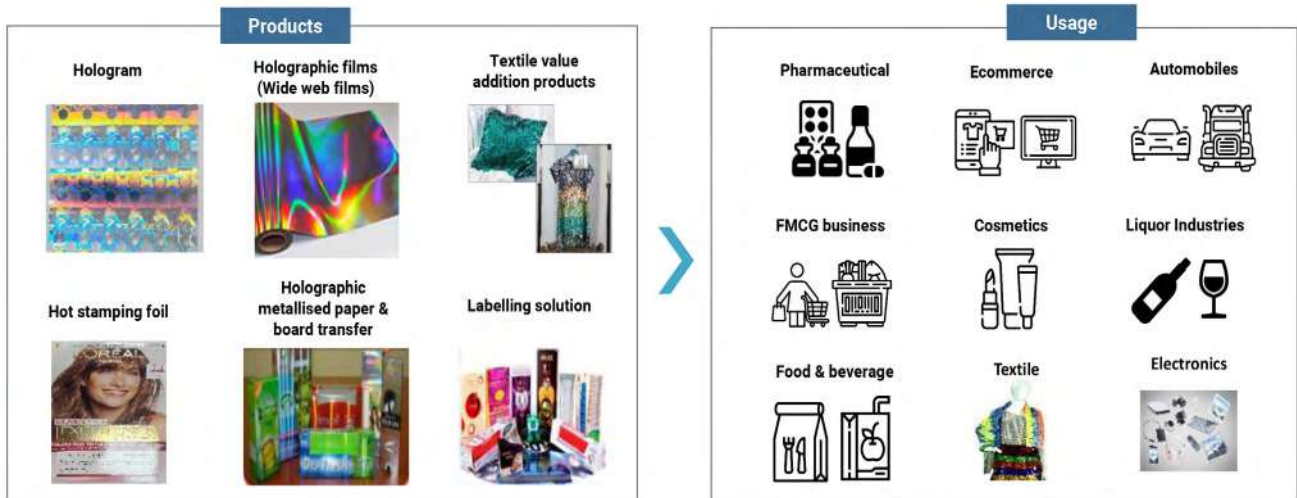 Products
Usage
Hologram
Holographic films
(Wide web films)
Textile value
addition products
Hot stamping foil
Holographic
metallised paper &
board transfer
Labelling solution
Pharmaceutical
Ecommerce
Automobiles
FMCG business
Cosmetics
Liquor Industries
Food & beverage
Textile
Electronics